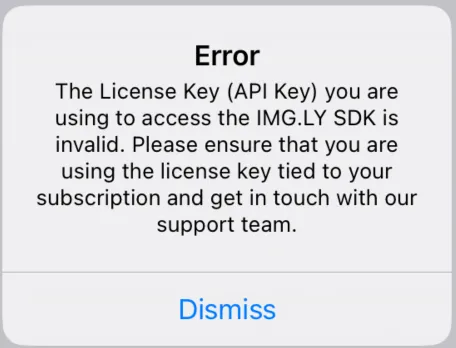 Error
The License Key (API Key) you are
using to access the IMG.LY SDK is
invalid. Please ensure that you are
using the license key tied to your
subscription and get in touch with our
support team.
Dismiss